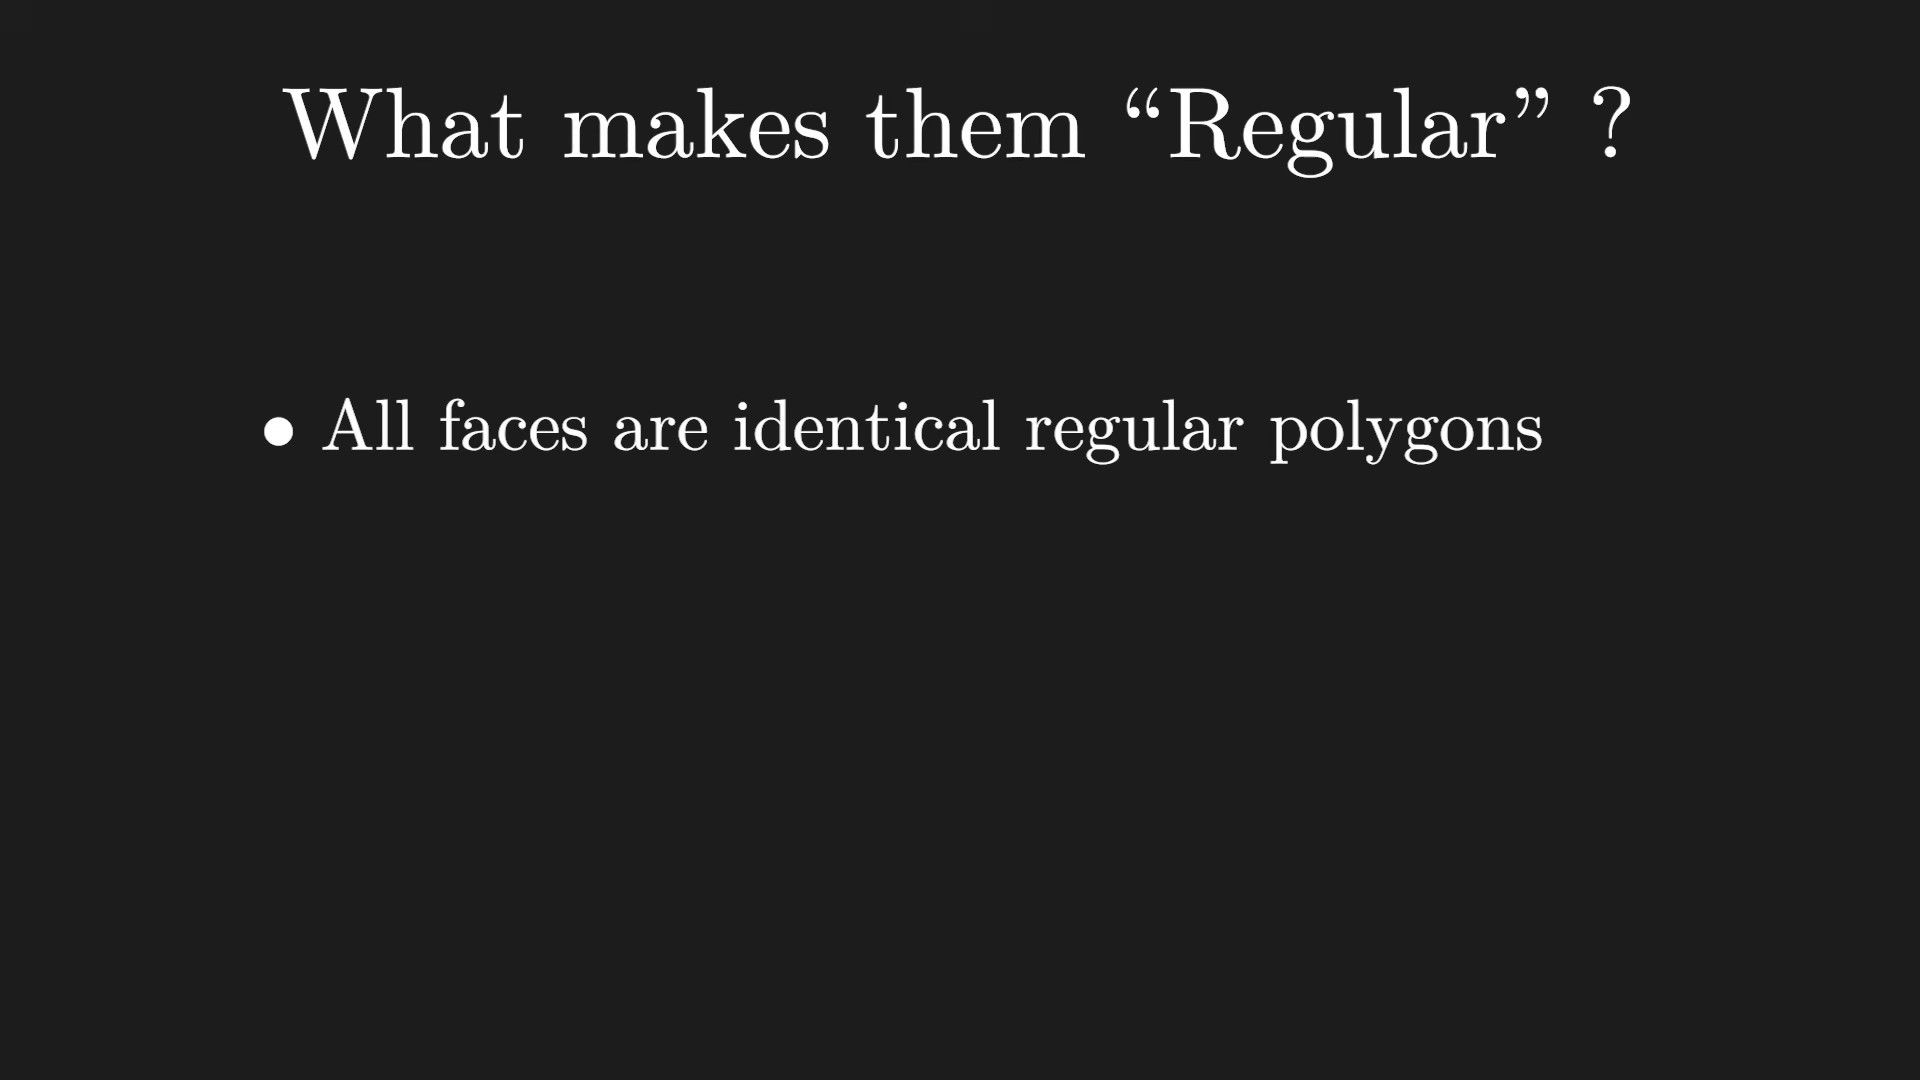 What makes them “Regular” ?
• All faces are identical regular polygons